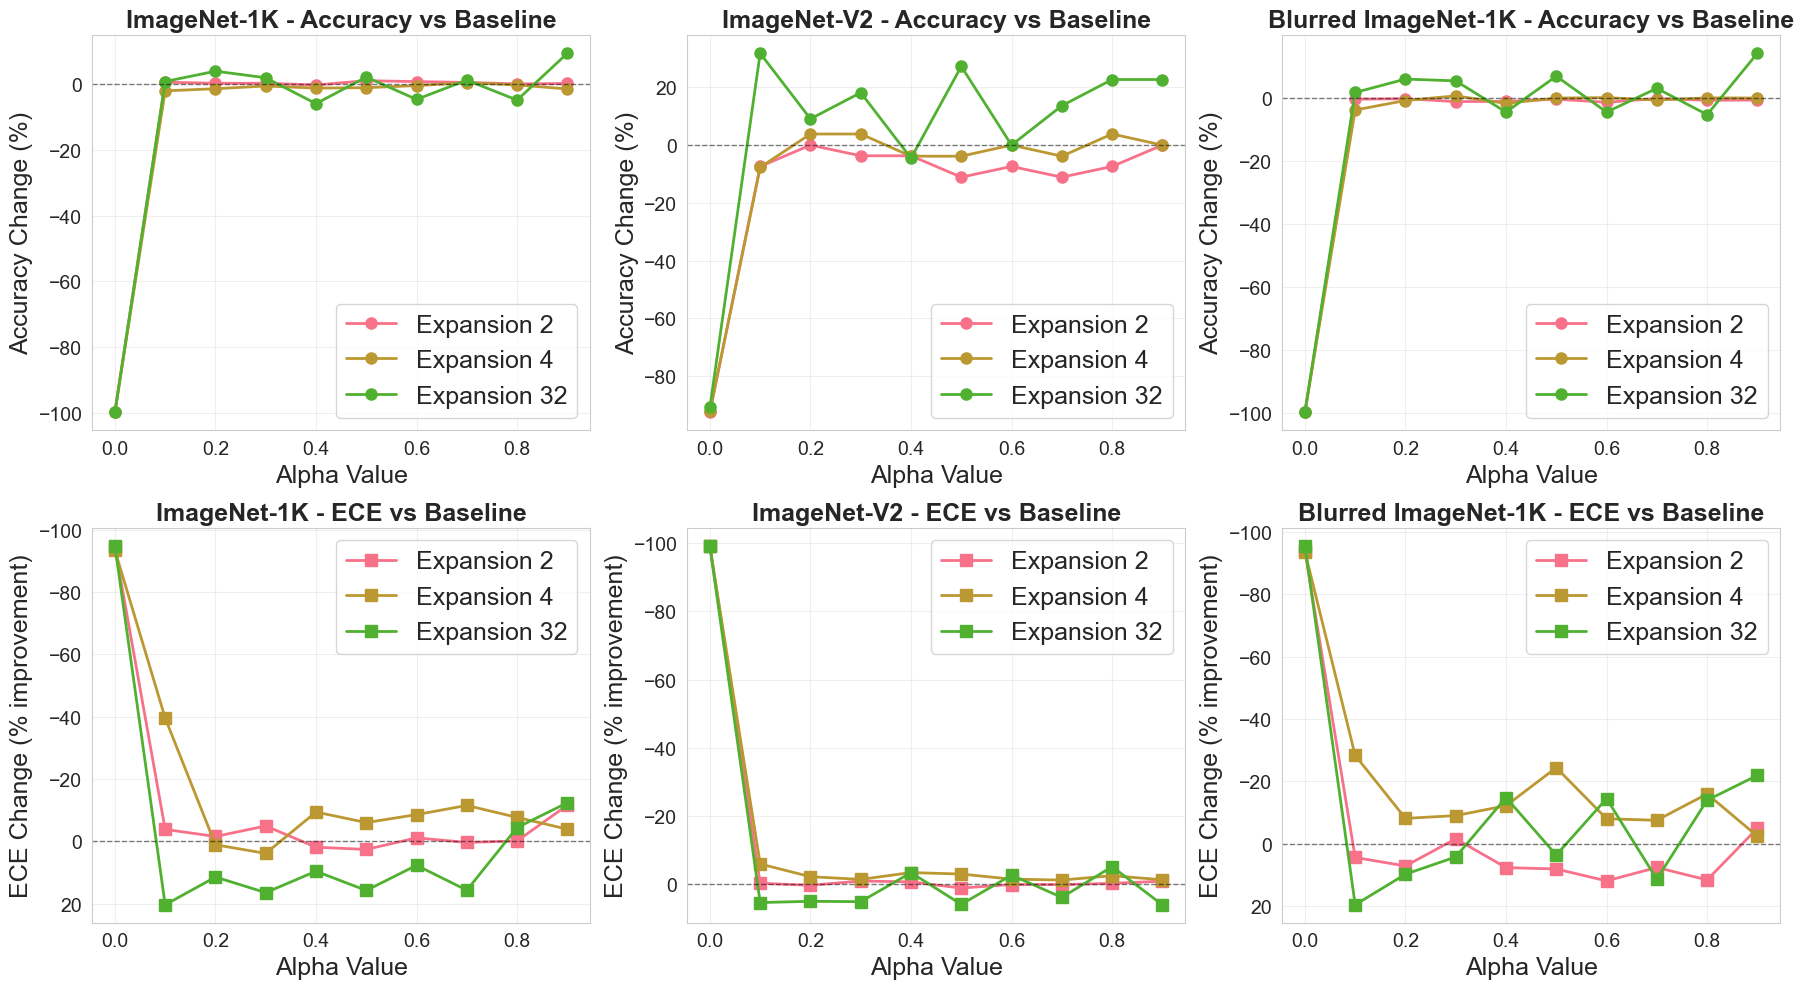 ImageNet-1K - Accuracy vs Baseline
Accuracy Change (%)
0
−20
−40
−60
−80
−100
0.0 0.2 0.4 0.6 0.8
Alpha Value
Expansion 2
Expansion 4
Expansion 32
ImageNet-V2 - Accuracy vs Baseline
Accuracy Change (%)
20
0
−20
−40
−60
−80
0.0 0.2 0.4 0.6 0.8
Alpha Value
Expansion 2
Expansion 4
Expansion 32
Blurred ImageNet-1K - Accuracy vs Baseline
Accuracy Change (%)
0
−20
−40
−60
−80
−100
0.0 0.2 0.4 0.6 0.8
Alpha Value
Expansion 2
Expansion 4
Expansion 32
ImageNet-1K - ECE vs Baseline
ECE Change (% improvement)
−100
−80
−60
−40
−20
0
20
0.0 0.2 0.4 0.6 0.8
Alpha Value
Expansion 2
Expansion 4
Expansion 32
ImageNet-V2 - ECE vs Baseline
ECE Change (% improvement)
−100
−80
−60
−40
−20
0
0.0 0.2 0.4 0.6 0.8
Alpha Value
Expansion 2
Expansion 4
Expansion 32
Blurred ImageNet-1K - ECE vs Baseline
ECE Change (% improvement)
−100
−80
−60
−40
−20
0
20
0.0 0.2 0.4 0.6 0.8
Alpha Value
Expansion 2
Expansion 4
Expansion 32